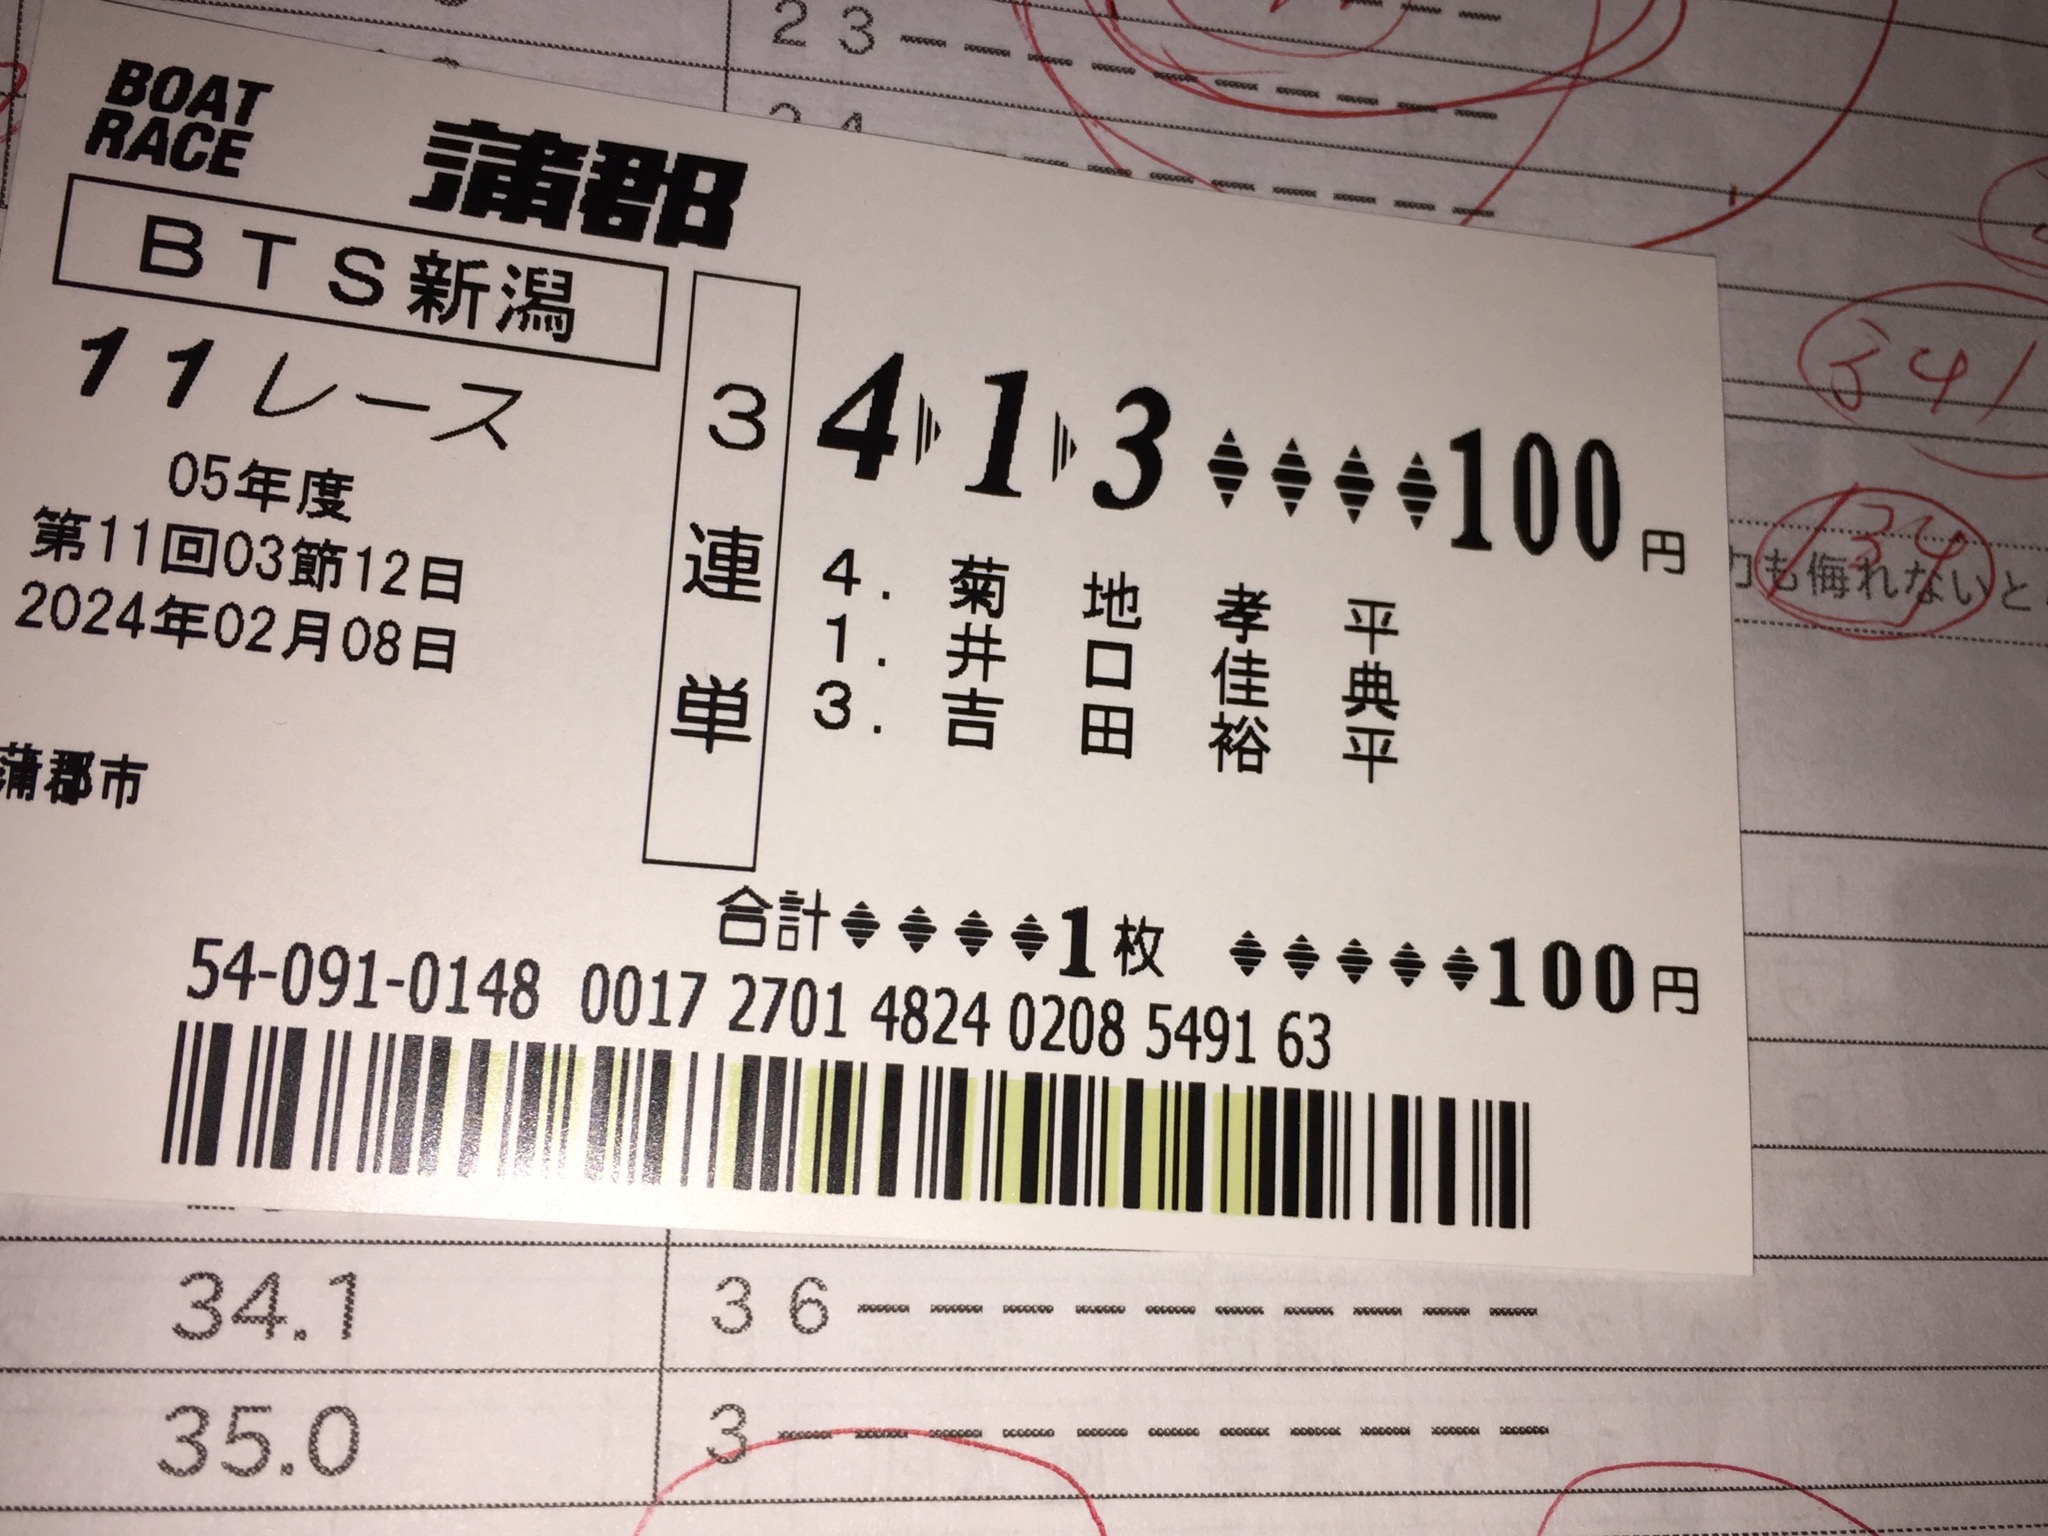 23
BOAT
RACE
蒲郡
BTS新潟
11レース
05年度
第11回03節12日
2024年02月08日
蒲郡市
3連単
4 1 3 100円
4. 菊地孝平
1. 井口佳典
3. 吉田裕平
合計 1枚 100円
54-091-0148 0017 2701 4824 0208 5491 63
341
134
も侮れないと
34.1 36
35.0 3